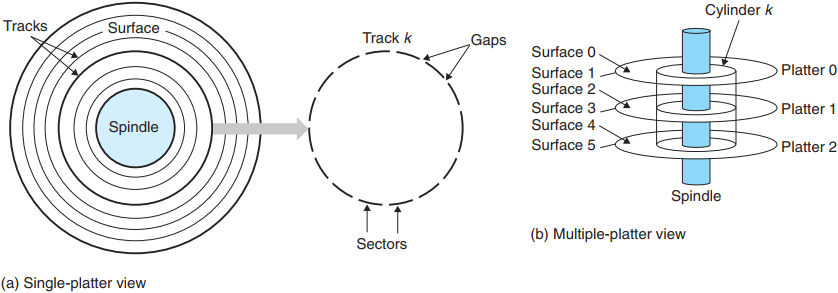 Tracks
Surface
Spindle
(a) Single-platter view
Track k
Gaps
Sectors
Cylinder k
Surface 0
Surface 1
Surface 2
Surface 3
Surface 4
Surface 5
Platter 0
Platter 1
Platter 2
Spindle
(b) Multiple-platter view